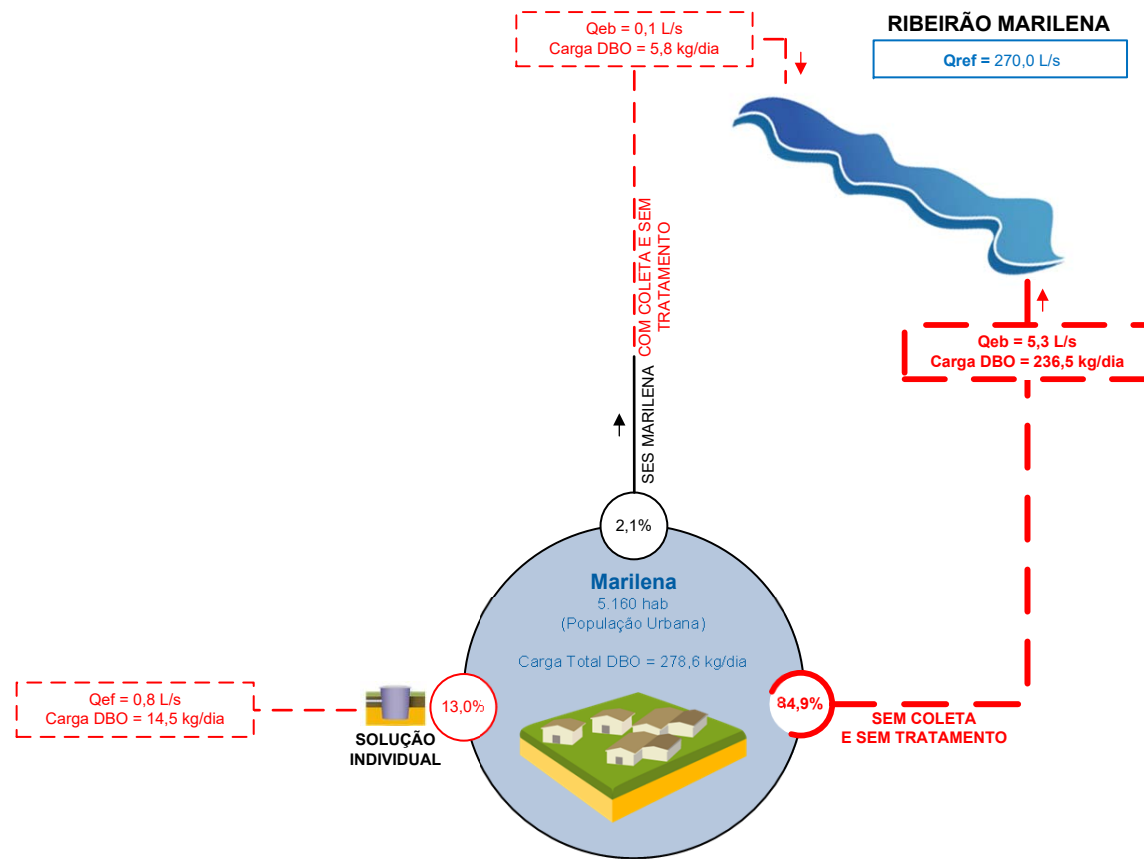 Qeb = 0,1 L/s
Carga DBO = 5,8 kg/dia
RIBEIRÃO MARILENA
Qref = 270,0 L/s
COM COLETA E SEM
TRATAMENTO
SES MARILENA
Qeb = 5,3 L/s
Carga DBO = 236,5 kg/dia
2,1%
Marilena
5.160 hab
(População Urbana)
Carga Total DBO = 278,6 kg/dia
Qef = 0,8 L/s
Carga DBO = 14,5 kg/dia
13,0%
84,9%
SOLUÇÃO
INDIVIDUAL
SEM COLETA
E SEM TRATAMENTO